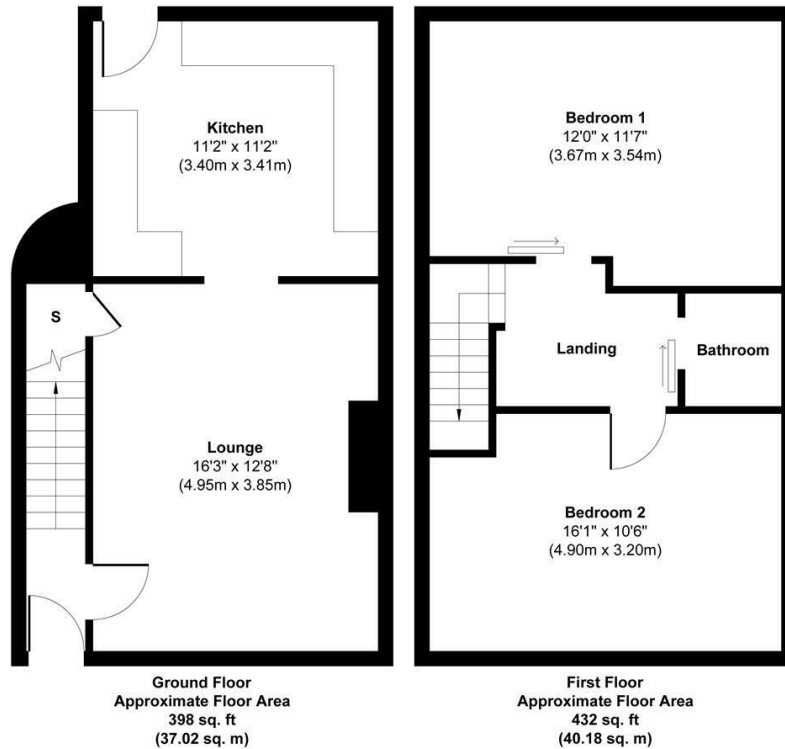 Kitchen
11'2" x 11'2"
(3.40m x 3.41m)
S
Lounge
16'3" x 12'8"
(4.95m x 3.85m)
Ground Floor
Approximate Floor Area
398 sq. ft
(37.02 sq. m)
Bedroom 1
12'0" x 11'7"
(3.67m x 3.54m)
Landing
Bathroom
Bedroom 2
16'1" x 10'6"
(4.90m x 3.20m)
First Floor
Approximate Floor Area
432 sq. ft
(40.18 sq. m)